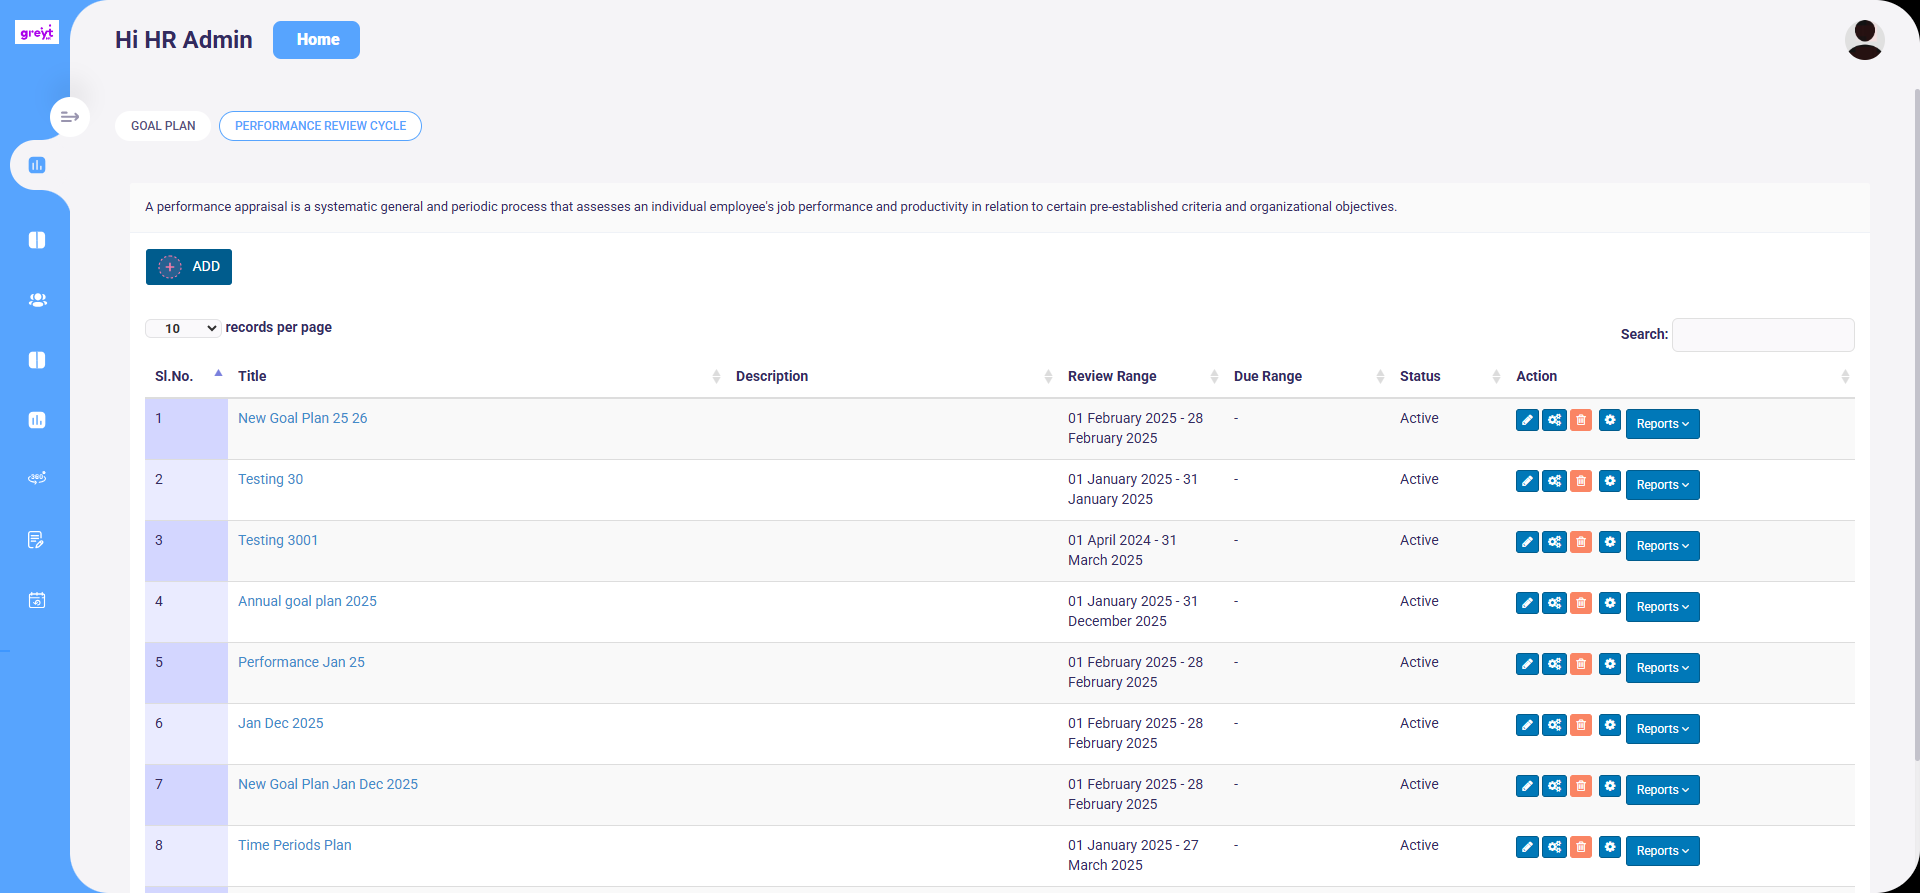 greyt
Hi HR Admin
Home
GOAL PLAN
PERFORMANCE REVIEW CYCLE
A performance appraisal is a systematic general and periodic process that assesses an individual employee's job performance and productivity in relation to certain pre-established criteria and organizational objectives.
+ ADD
10 records per page
Search:
Sl.No. Title Description Review Range Due Range Status Action
1 New Goal Plan 25 26 01 February 2025 - 28 - Active Reports
February 2025
2 Testing 30 01 January 2025 - 31 - Active Reports
January 2025
3 Testing 3001 01 April 2024 - 31 - Active Reports
March 2025
4 Annual goal plan 2025 01 January 2025 - 31 - Active Reports
December 2025
5 Performance Jan 25 01 February 2025 - 28 - Active Reports
February 2025
6 Jan Dec 2025 01 February 2025 - 28 - Active Reports
February 2025
7 New Goal Plan Jan Dec 2025 01 February 2025 - 28 - Active Reports
February 2025
8 Time Periods Plan 01 January 2025 - 27 - Active Reports
March 2025
360